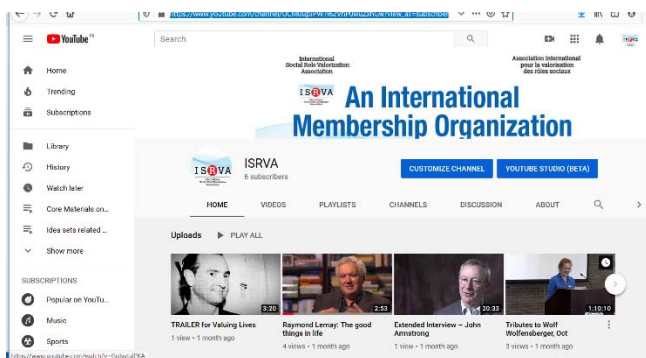 YouTube
Search
Home
Trending
Subscriptions
Library
History
Watch later
Core Materials on...
Idea sets related ...
Show more
SUBSCRIPTIONS
Popular on YouTu...
Music
Sports
International
Social Role Valorization
Association
Association international
pour la valorisation
des rôles sociaux
ISRVA
An International
Membership Organization
ISRVA
ISRVA
6 subscribers
CUSTOMIZE CHANNEL
YOUTUBE STUDIO (BETA)
HOME VIDEOS PLAYLISTS CHANNELS DISCUSSION ABOUT
Uploads PLAY ALL
3:20
TRAILER for Valuing Lives
1 view • 1 month ago
2:53
Raymond Lemay: The good
things in life
4 views • 1 month ago
20:33
Extended Interview – John
Armstrong
1 view • 1 month ago
1:10:10
Tributes to Wolf
Wolfensberger, Oct
3 views • 1 month ago